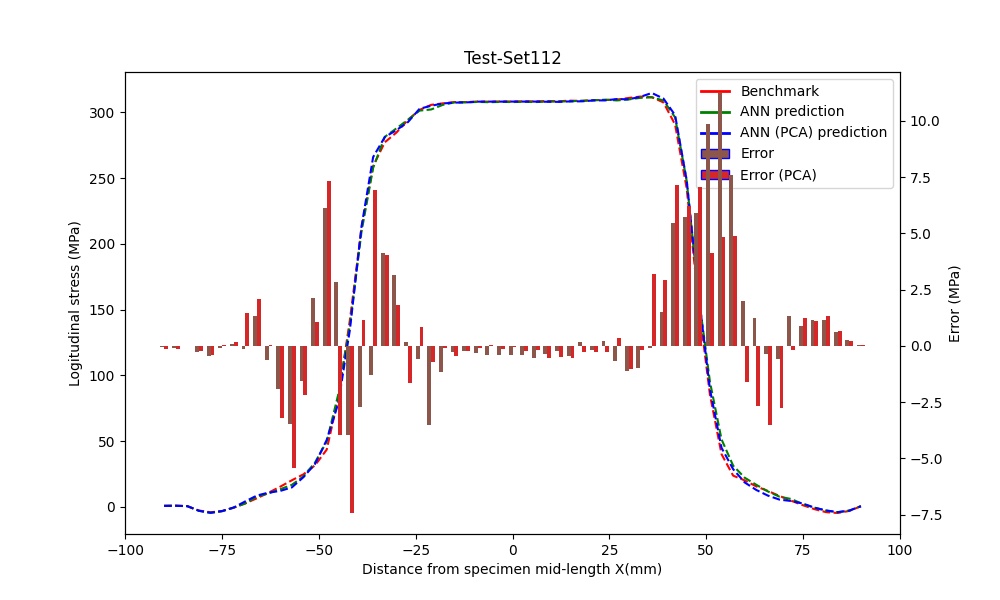 Test-Set112
Benchmark
ANN prediction
ANN (PCA) prediction
Error
Error (PCA)
Logitudinal stress (MPa)
300
250
200
150
100
50
0
10.0
7.5
5.0
2.5
0.0
−2.5
−5.0
−7.5
Error (MPa)
−100
−75
−50
−25
0
25
50
75
100
Distance from specimen mid-length X(mm)